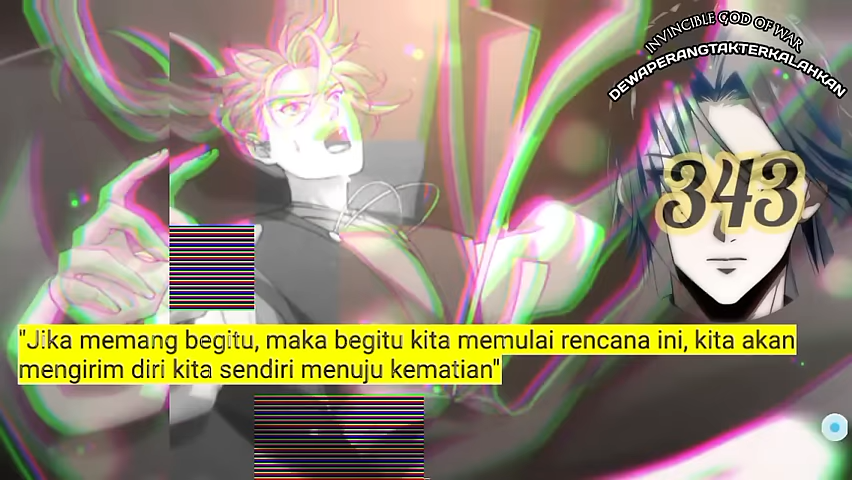 INVINCIBLE GOD OF WAR
DEWAPERANGTAKTERKALAHKAN
343
"Jika memang begitu, maka begitu kita memulai rencana ini, kita akan
mengirim diri kita sendiri menuju kematian"